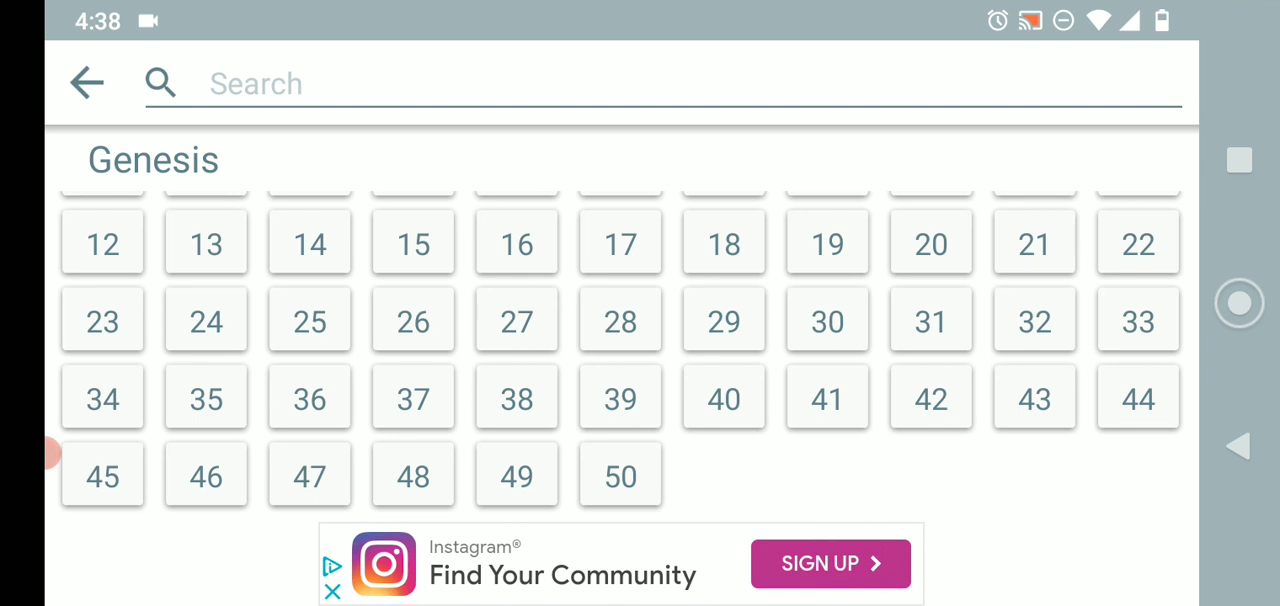 4:38
Search
Genesis
12 13 14 15 16 17 18 19 20 21 22
23 24 25 26 27 28 29 30 31 32 33
34 35 36 37 38 39 40 41 42 43 44
45 46 47 48 49 50
Instagram®
Find Your Community
SIGN UP